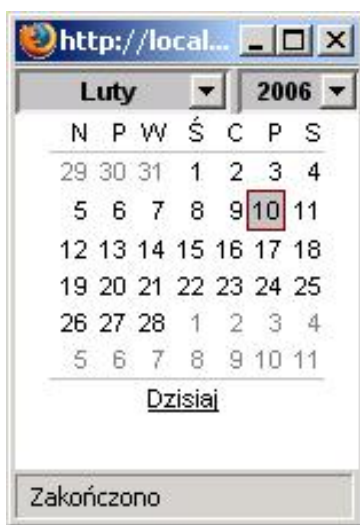 http://local...
Luty 2006
N P W Ś C P S
29 30 31 1 2 3 4
5 6 7 8 9 10 11
12 13 14 15 16 17 18
19 20 21 22 23 24 25
26 27 28 1 2 3 4
5 6 7 8 9 10 11
Dzisiaj
Zakończono